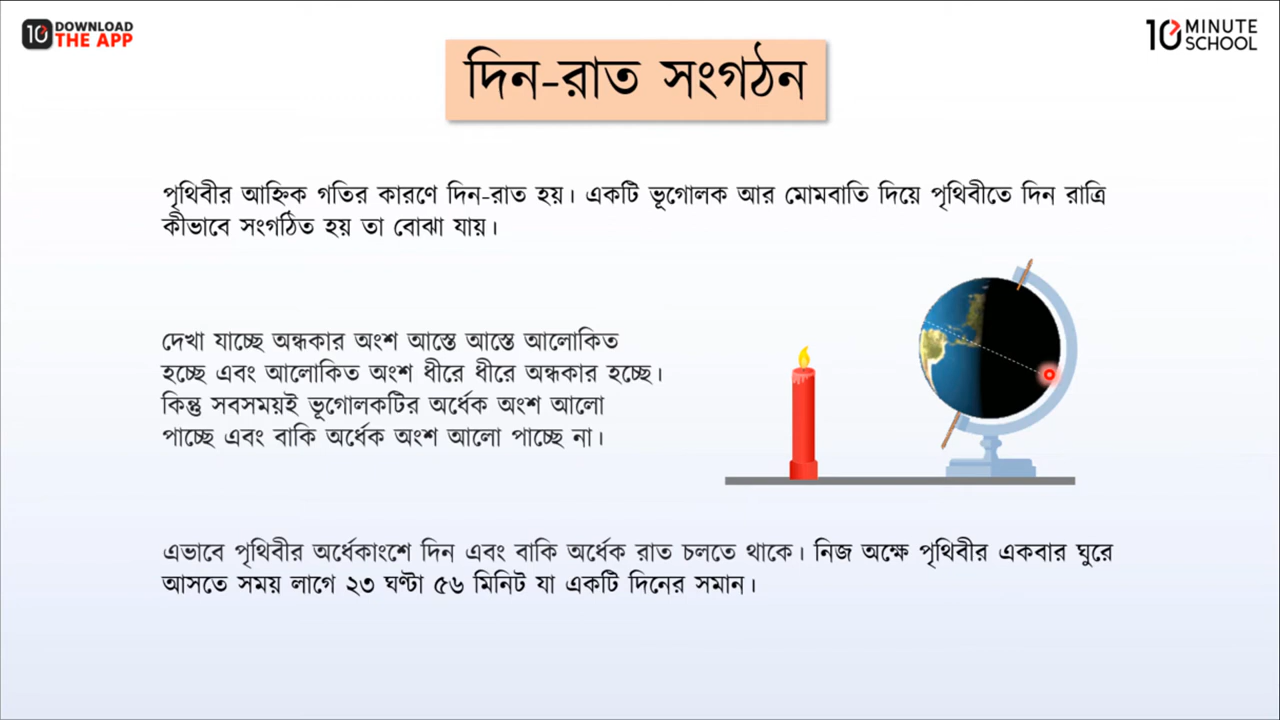 DOWNLOAD
THE APP
10 MINUTE
SCHOOL
দিন-রাত সংগঠন
পৃথিবীর আহ্নিক গতির কারণে দিন-রাত হয়। একটি ভূগোলক আর মোমবাতি দিয়ে পৃথিবীতে দিন রাত্রি
কীভাবে সংগঠিত হয় তা বোঝা যায়।
দেখা যাচ্ছে অন্ধকার অংশ আস্তে আস্তে আলোকিত
হচ্ছে এবং আলোকিত অংশ ধীরে ধীরে অন্ধকার হচ্ছে।
কিন্তু সবসময়ই ভূগোলকটির অর্ধেক অংশ আলো
পাচ্ছে এবং বাকি অর্ধেক অংশ আলো পাচ্ছে না।
এভাবে পৃথিবীর অর্ধেকাংশে দিন এবং বাকি অর্ধেক রাত চলতে থাকে। নিজ অক্ষে পৃথিবীর একবার ঘুরে
আসতে সময় লাগে ২৩ ঘণ্টা ৫৬ মিনিট যা একটি দিনের সমান।